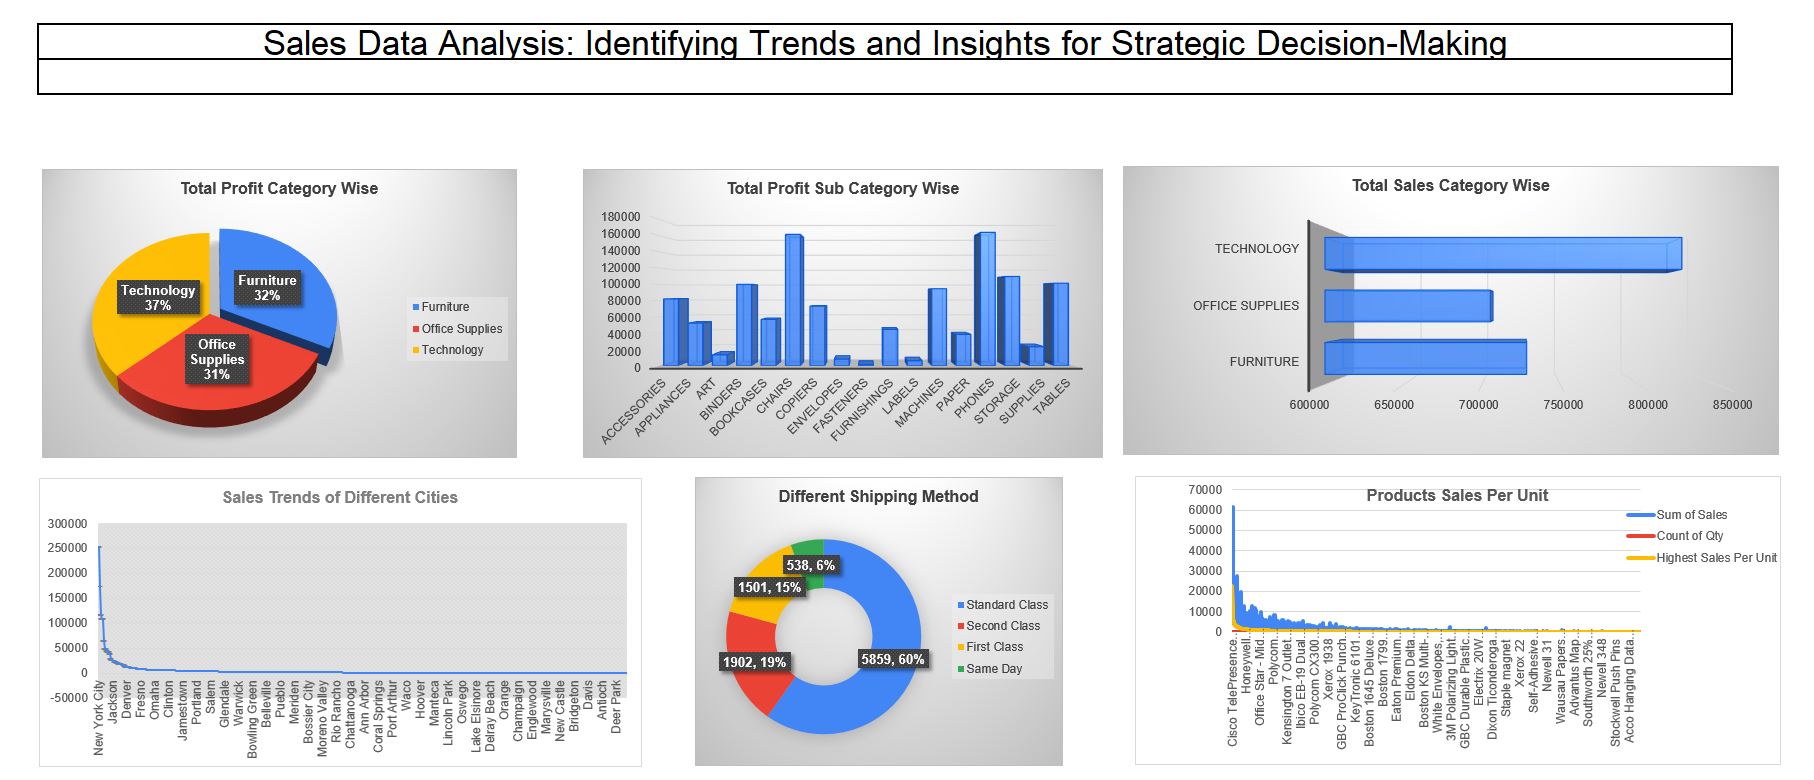 Sales Data Analysis: Identifying Trends and Insights for Strategic Decision-Making
Total Profit Category Wise
Technology
37%
Furniture
32%
Office
Supplies
31%
Furniture
Office Supplies
Technology
Total Profit Sub Category Wise
180000
160000
140000
120000
100000
80000
60000
40000
20000
0
ACCESSORIES
APPLIANCES
ART
BINDERS
BOOKCASES
CHAIRS
COPIERS
ENVELOPES
FASTENERS
FURNISHINGS
LABELS
MACHINES
PAPER
PHONES
STORAGE
SUPPLIES
TABLES
Total Sales Category Wise
TECHNOLOGY
OFFICE SUPPLIES
FURNITURE
600000
650000
700000
750000
800000
850000
Sales Trends of Different Cities
300000
250000
200000
150000
100000
50000
0
-50000
New York City
Jackson
Denver
Fresno
Omaha
Clinton
Jamestown
Portland
Salem
Glendale
Warwick
Bowling Green
Belleville
Pueblo
Meriden
Bossier City
Moreno Valley
Rio Rancho
Chattanooga
Ann Arbor
Coral Springs
Port Arthur
Waco
Hoover
Manteca
Lincoln Park
Oswego
Lake Elsinore
Delray Beach
Orange
Champaign
Englewood
Marysville
New Castle
Bridgeton
Davis
Antioch
Deer Park
Different Shipping Method
538, 6%
1501, 15%
1902, 19%
5859, 60%
Standard Class
Second Class
First Class
Same Day
Products Sales Per Unit
70000
60000
50000
40000
30000
20000
10000
0
Sum of Sales
Count of Qty
Highest Sales Per Unit
Cisco TelePresence...
Honeywell...
Office Star - Mid...
Polycom...
Kensington 7 Outlet...
Ibico EB-19 Dual...
Polycom CX300...
Xerox 1938
GBC ProClick Punch...
KeyTronic 6101...
Boston 1645 Deluxe...
Boston 1799...
Eaton Premium...
Eldon Delta...
Boston KS Multi-...
White Envelopes,...
3M Polarizing Light...
GBC Durable Plastic...
Electrix 20W...
Dixon Ticonderoga...
Staple magnet
Xerox 22
Self-Adhesive...
Newell 31
Wausau Papers...
Advantus Map...
Southworth 25%...
Newell 348
Stockwell Push Pins
Acco Hanging Data...